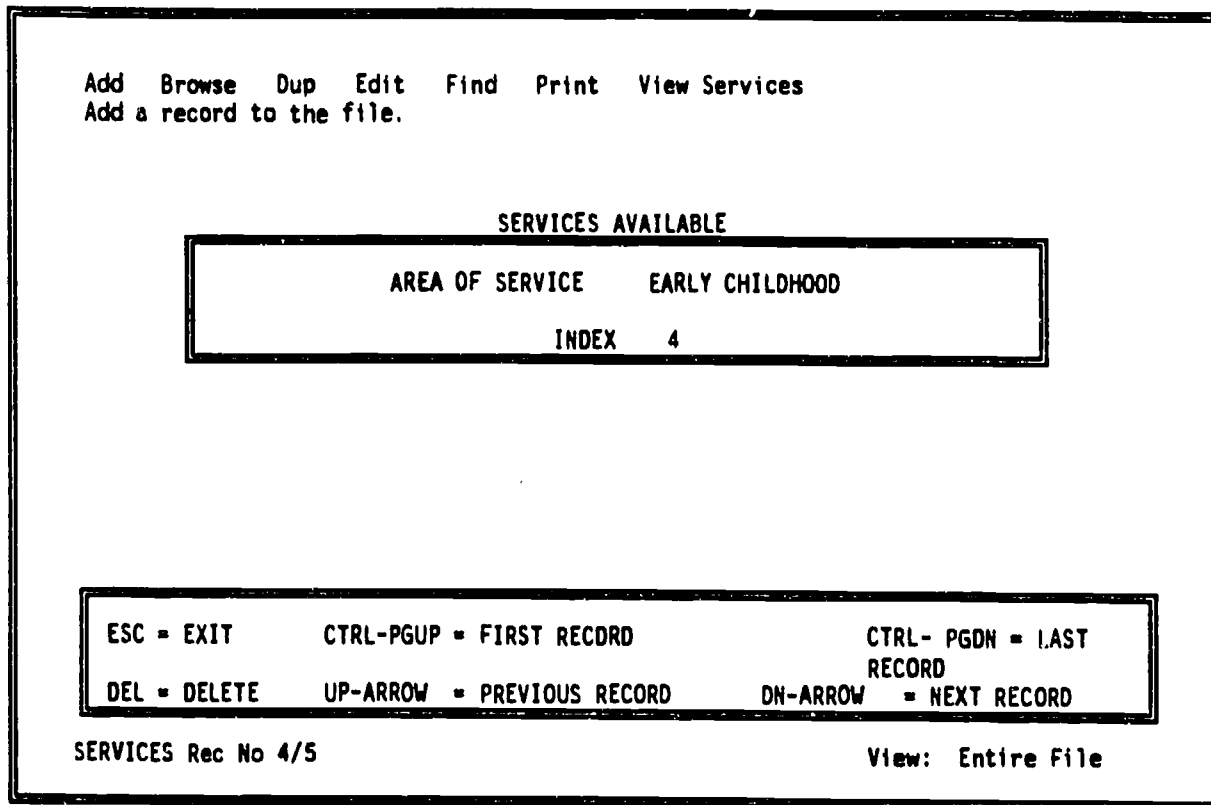 Add Browse Dup Edit Find Print View Services
Add a record to the file.
SERVICES AVAILABLE
AREA OF SERVICE EARLY CHILDHOOD
INDEX 4
ESC = EXIT CTRL-PGUP = FIRST RECORD CTRL- PGDN = LAST
RECORD
DEL = DELETE UP-ARROW = PREVIOUS RECORD DN-ARROW = NEXT RECORD
SERVICES Rec No 4/5 View: Entire File